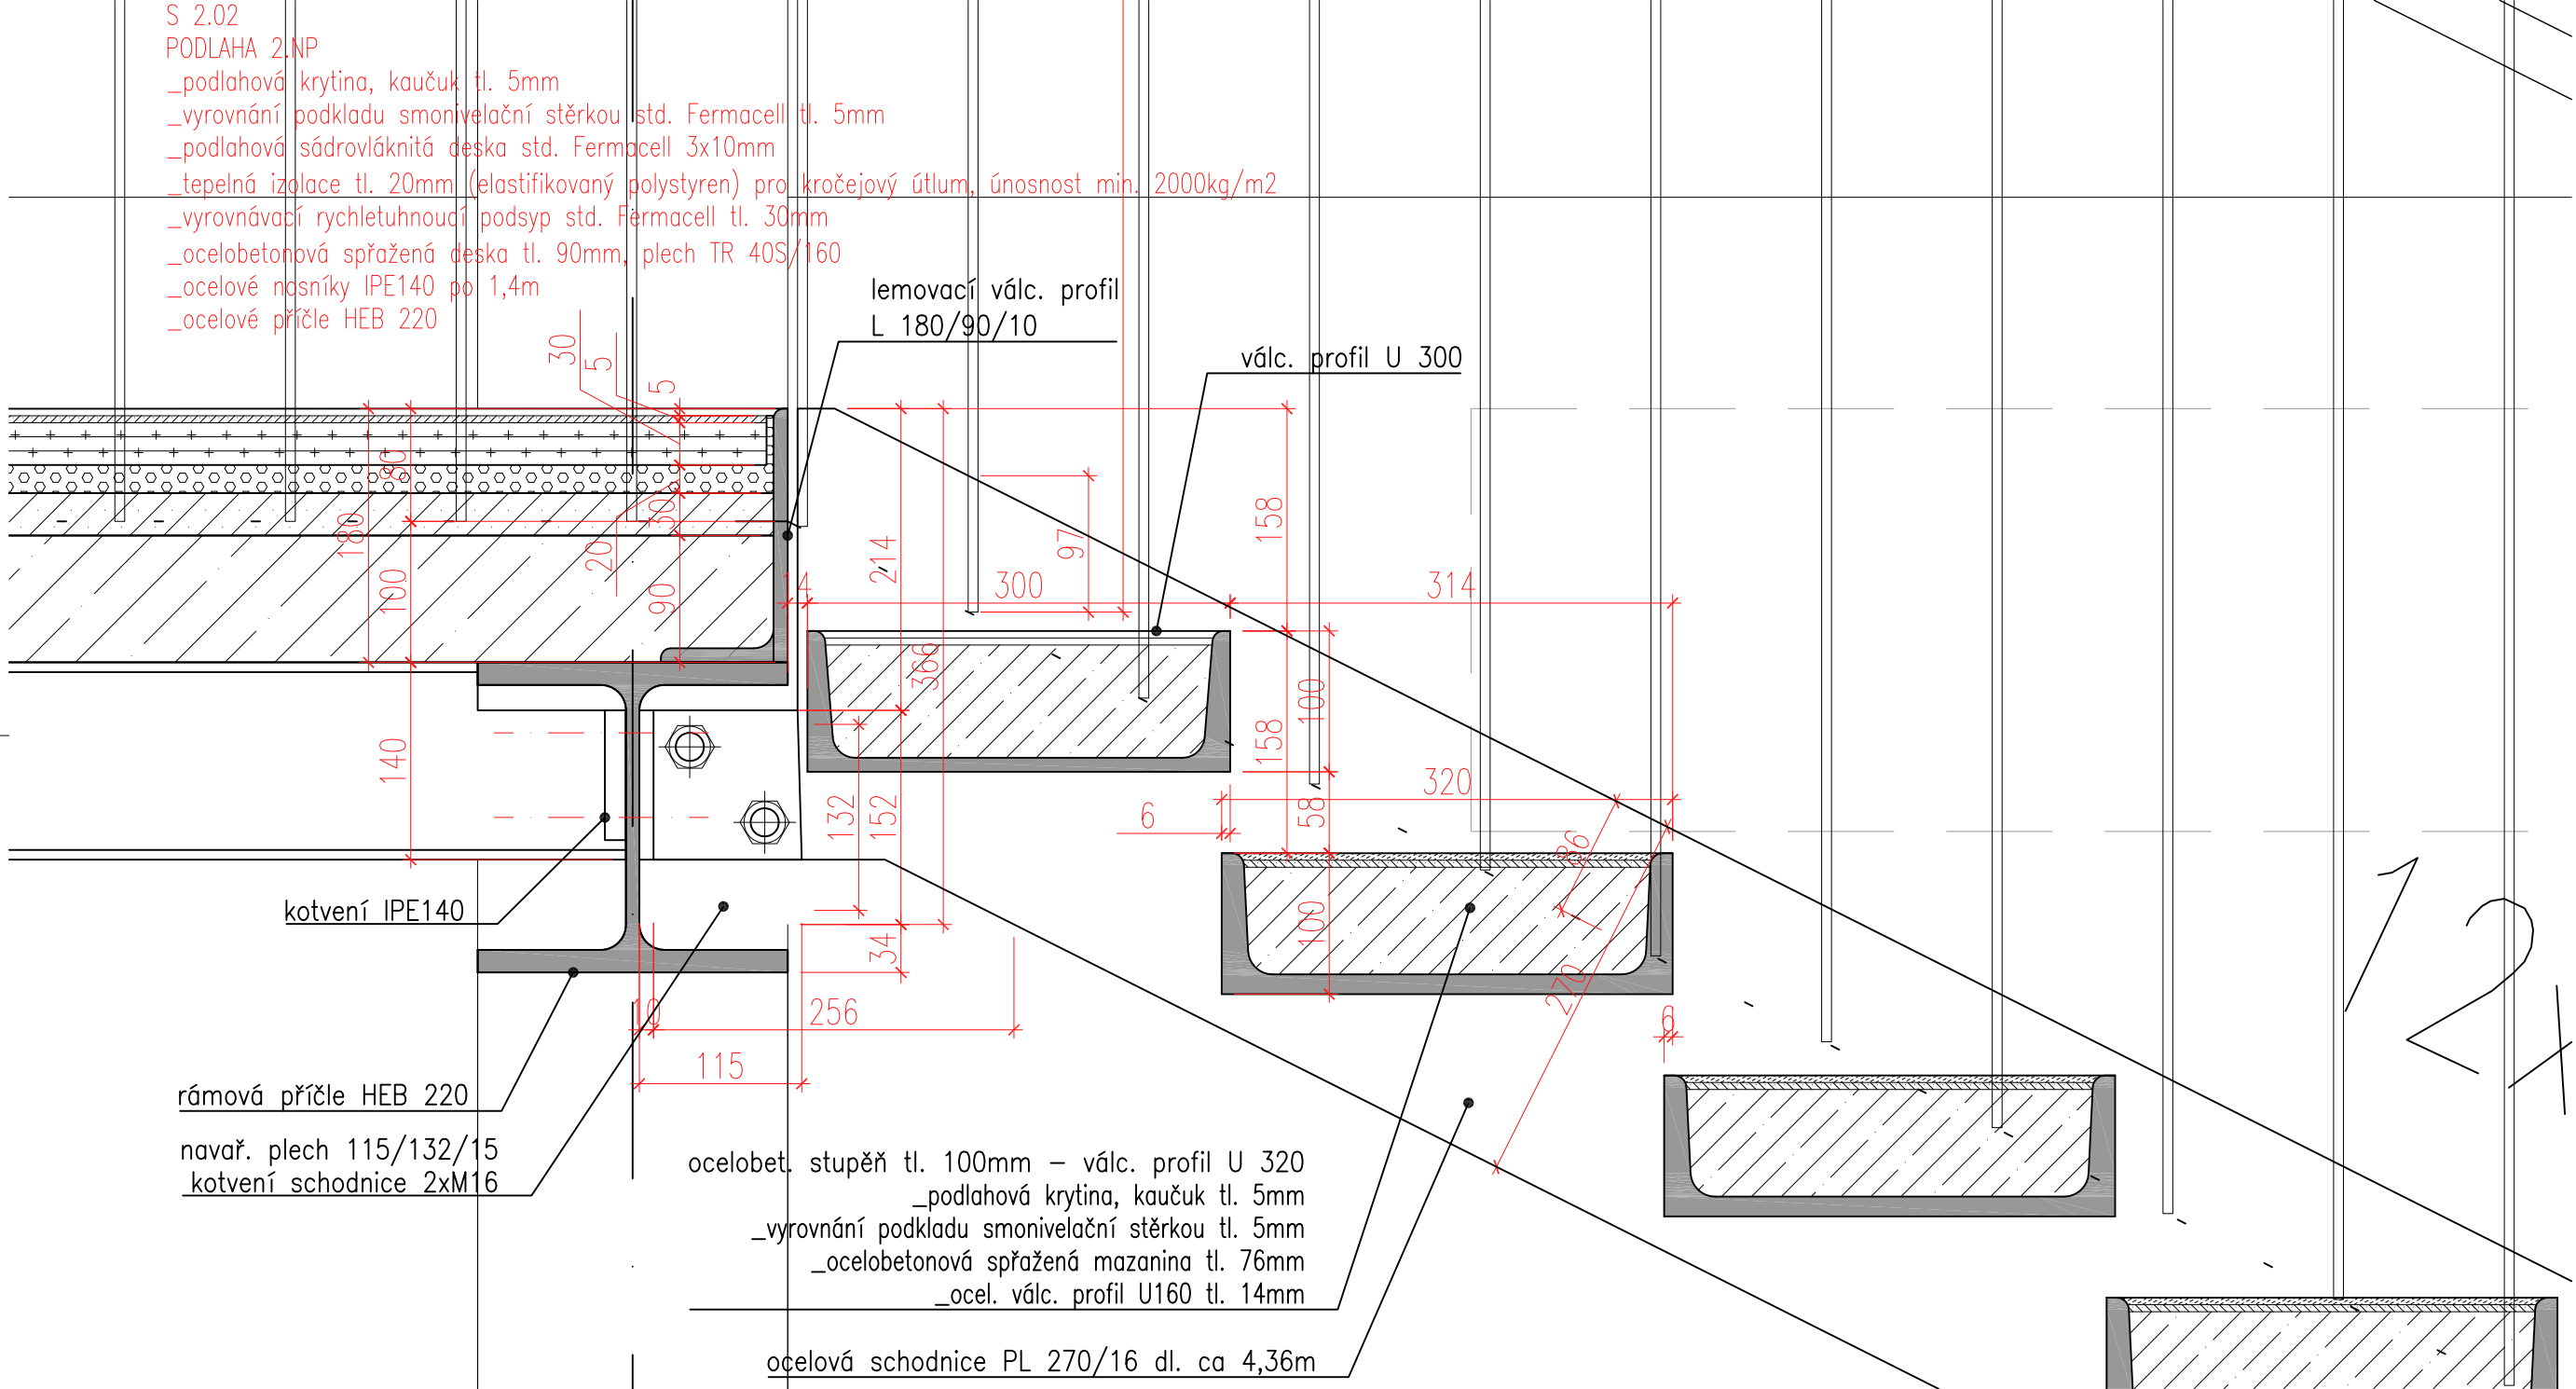 S 2.02
PODLAHA 2.NP
_podlahová krytina, kaučuk tl. 5mm
_vyrovnání podkladu smonivelační stěrkou std. Fermacell tl. 5mm
_podlahová sádrovláknitá deska std. Fermacell 3x10mm
_tepelná izolace tl. 20mm (elastifikovaný polystyren) pro kročejový útlum, únosnost min. 2000kg/m2
_vyrovnávací rychletuhnoucí podsyp std. Fermacell tl. 30mm
_ocelobetonová spřažená deska tl. 90mm, plech TR 40S/160
_ocelové nosníky IPE140 po 1,4m
_ocelové příčle HEB 220
lemovací válc. profil
L 180/90/10
válc. profil U 300
30
5
5
80
180
100
30
20
90
140
14
300
314
214
366
97
158
158
100
58
100
132
152
34
6
320
86
270
6
10
256
115
12
kotvení IPE140
rámová příčle HEB 220
navař. plech 115/132/15
kotvení schodnice 2xM16
ocelobet. stupěň tl. 100mm – válc. profil U 320
_podlahová krytina, kaučuk tl. 5mm
_vyrovnání podkladu smonivelační stěrkou tl. 5mm
_ocelobetonová spřažená mazanina tl. 76mm
_ocel. válc. profil U160 tl. 14mm
ocelová schodnice PL 270/16 dl. ca 4,36m